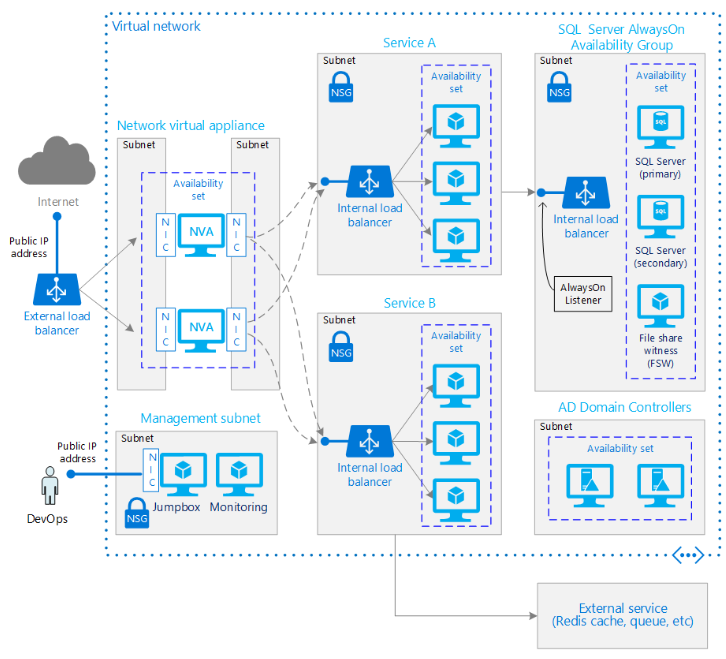 Virtual network
Internet
Public IP
address
External load
balancer
Network virtual appliance
Subnet
Subnet
Availability
set
NIC
NVA
NIC
NIC
NVA
NIC
Service A
Subnet
NSG
Availability
set
Internal load
balancer
SQL Server AlwaysOn
Availability Group
Subnet
NSG
Availability
set
SQL
SQL Server
(primary)
Internal load
balancer
SQL
SQL Server
(secondary)
AlwaysOn
Listener
File share
witness
(FSW)
Service B
Subnet
NSG
Availability
set
Internal load
balancer
Management subnet
Subnet
Public IP
address
NIC
DevOps
NSG
Jumpbox
Monitoring
AD Domain Controllers
Subnet
Availability set
External service
(Redis cache, queue, etc)